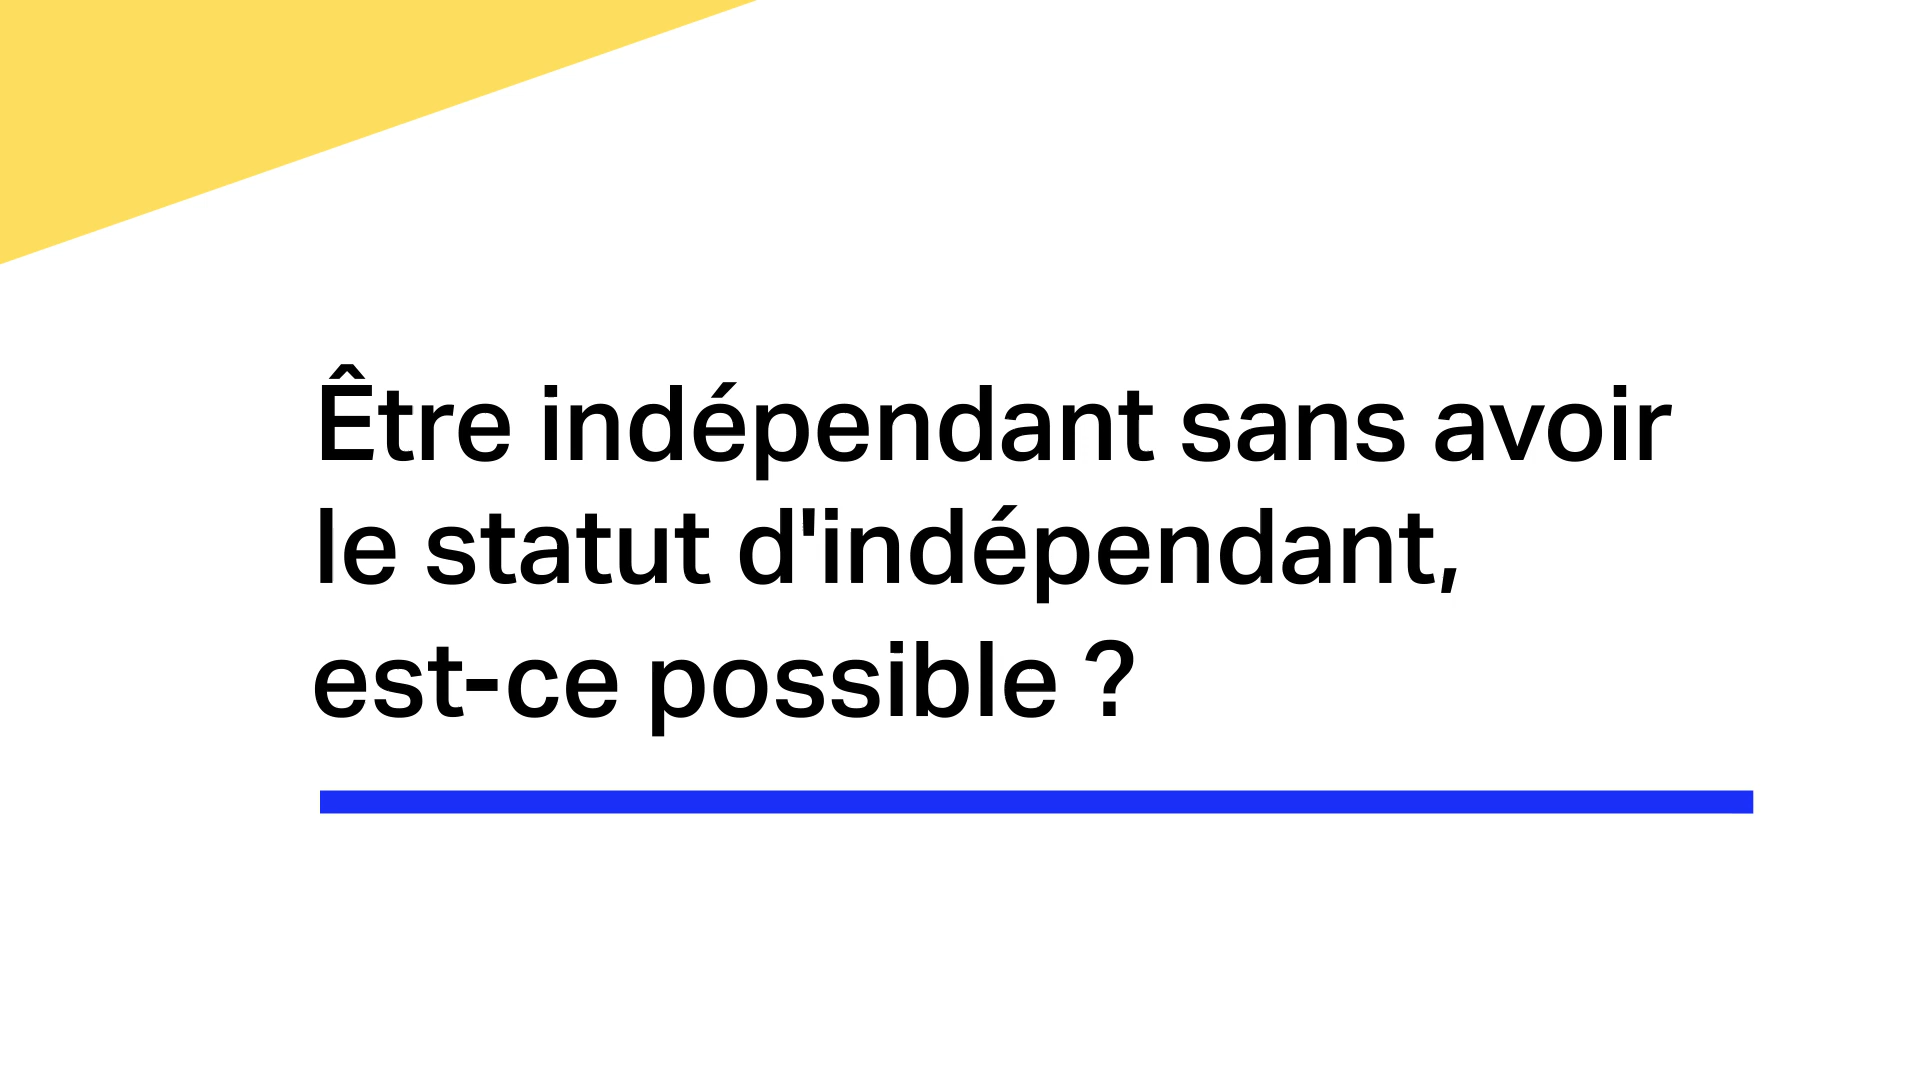 Être indépendant sans avoir
le statut d'indépendant,
est-ce possible ?